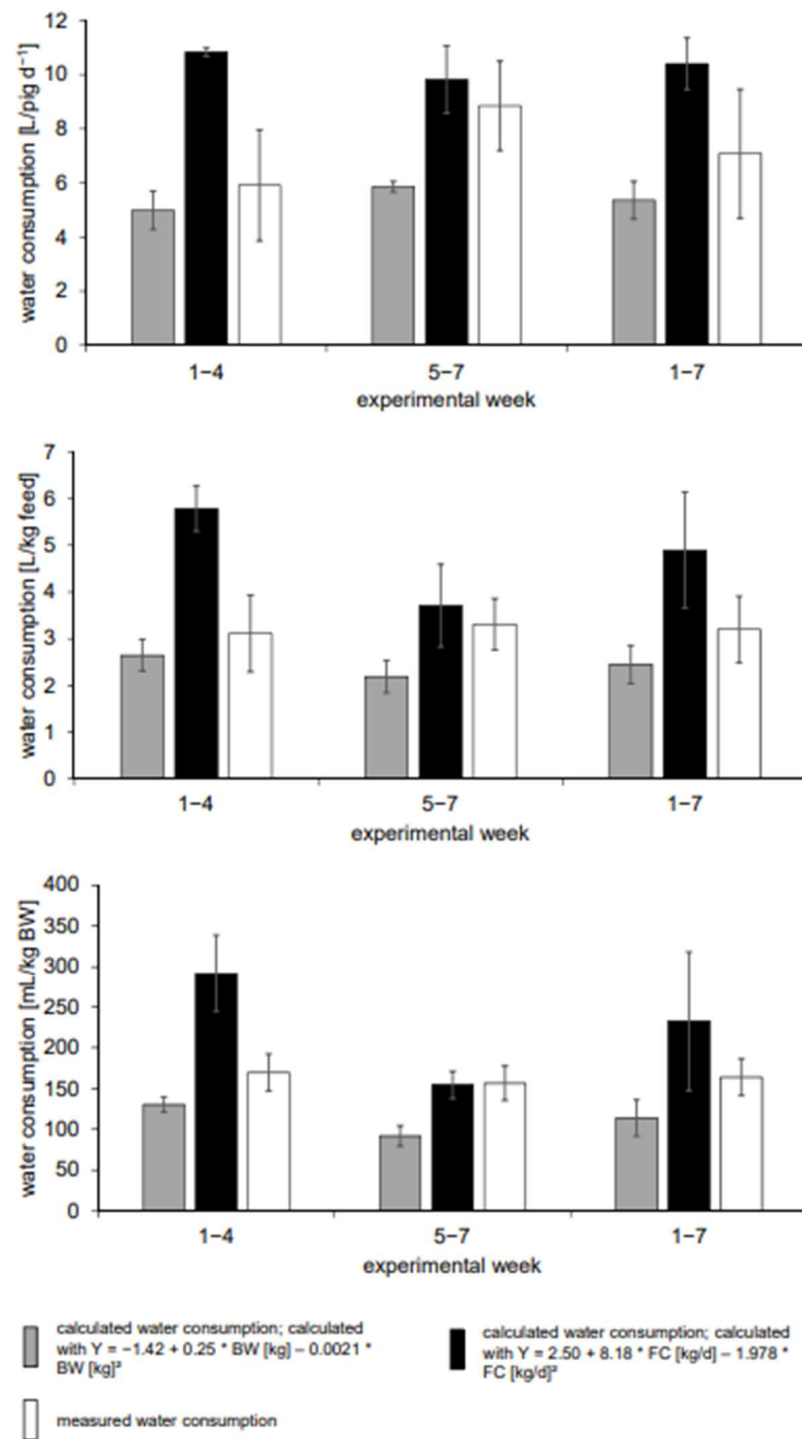 water consumption [L/pig d⁻¹]
12
10
8
6
4
2
0
1−4
5−7
1−7
experimental week
water consumption [L/kg feed]
7
6
5
4
3
2
1
0
1−4
5−7
1−7
experimental week
water consumption [mL/kg BW]
400
350
300
250
200
150
100
50
0
1−4
5−7
1−7
experimental week
calculated water consumption; calculated
with Y = −1.42 + 0.25 * BW [kg] – 0.0021 *
BW [kg]²
calculated water consumption; calculated
with Y = 2.50 + 8.18 * FC [kg/d] – 1.978 *
FC [kg/d]²
measured water consumption